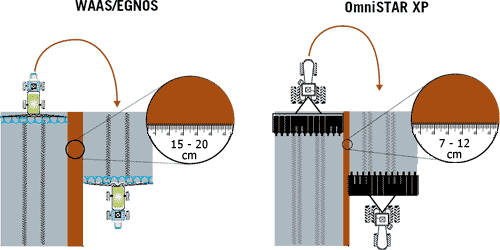 WAAS/EGNOS
OmniSTAR XP
15 - 20
cm
7 - 12
cm